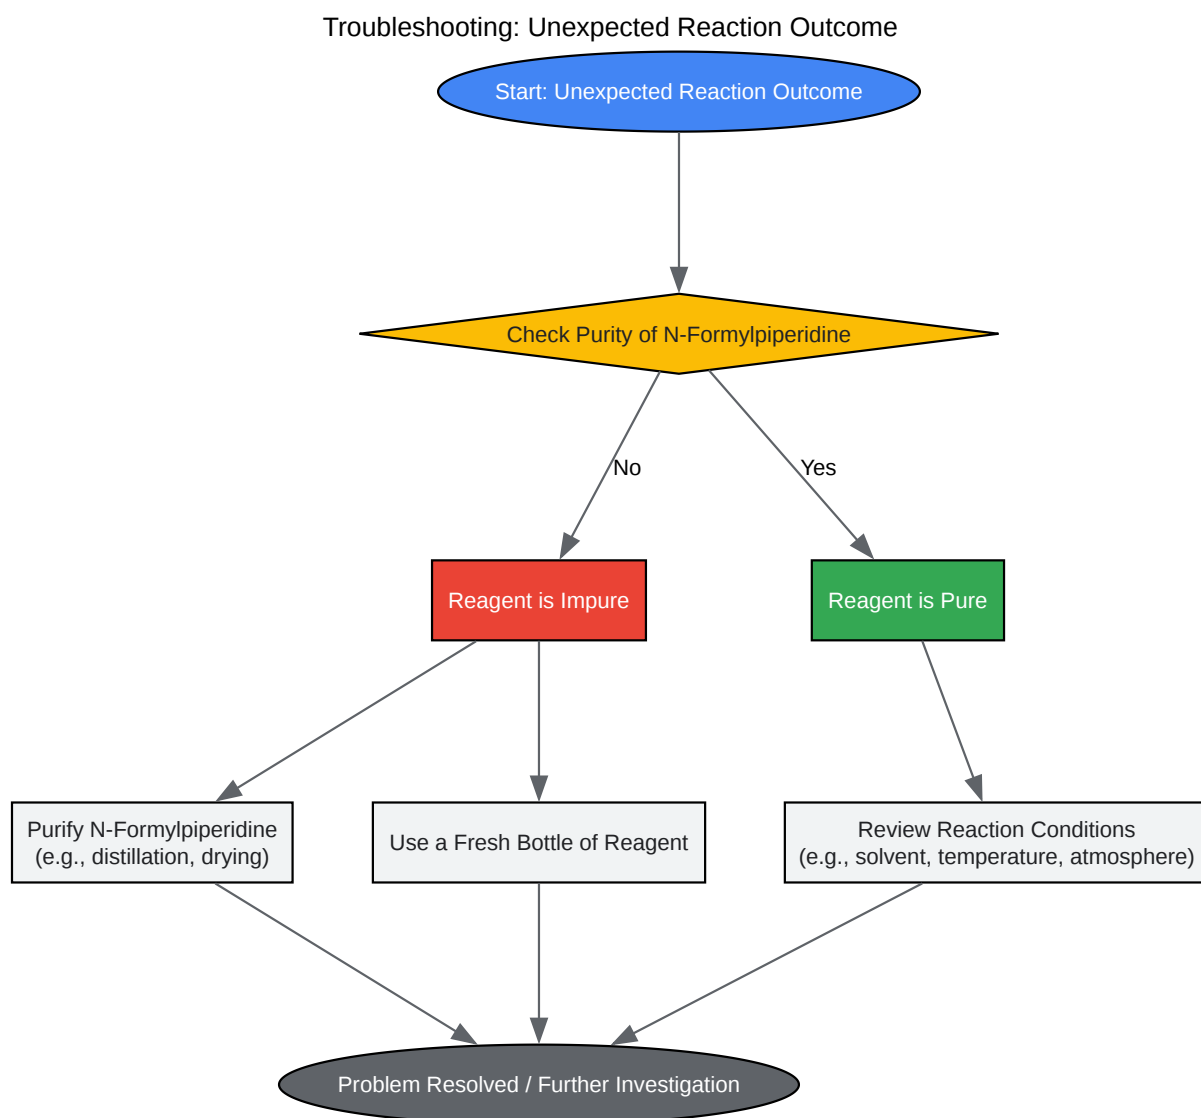 Troubleshooting: Unexpected Reaction Outcome
Start: Unexpected Reaction Outcome
Check Purity of N-Formylpiperidine
No
Yes
Reagent is Impure
Reagent is Pure
Purify N-Formylpiperidine
(e.g., distillation, drying)
Use a Fresh Bottle of Reagent
Review Reaction Conditions
(e.g., solvent, temperature, atmosphere)
Problem Resolved / Further Investigation